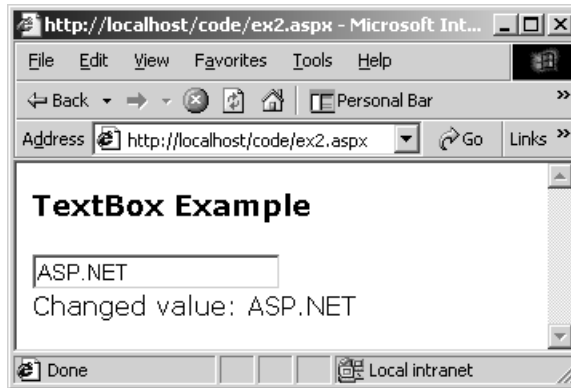 http://localhost/code/ex2.aspx - Microsoft Int...
File Edit View Favorites Tools Help
Back Personal Bar »
Address http://localhost/code/ex2.aspx Go Links »
TextBox Example
ASP.NET
Changed value: ASP.NET
Done Local intranet